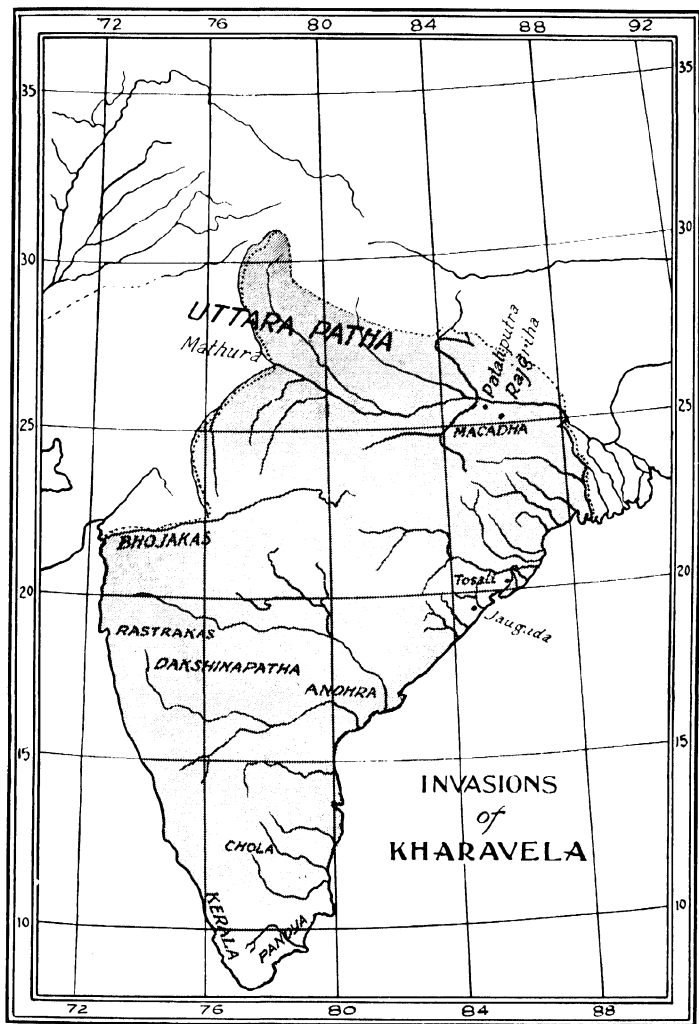 72 76 80 84 88 92
35 35
30 30
UTTARA PATHA
Mathura
Pataliputra
Rajgriha
25 25
MAGADHA
BHOJAKAS
20 20
Tosali
Jaugada
RASTRAKAS
DAKSHINAPATHA
ANDHRA
15 15
INVASIONS
of
KHARAVELA
CHOLA
KERALA
PANDYA
10 10
72 76 80 84 88